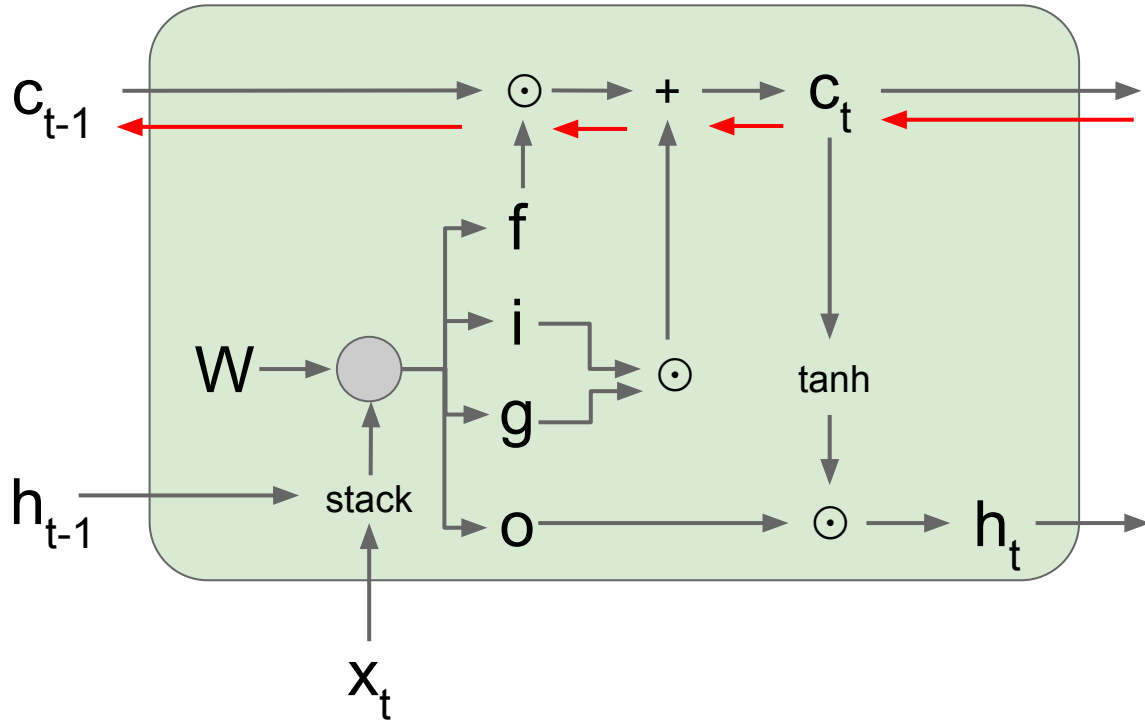 c_{t-1} ⊙ + c_t
f
i
W ⊙ tanh
g
h_{t-1} stack o ⊙ h_t
x_t